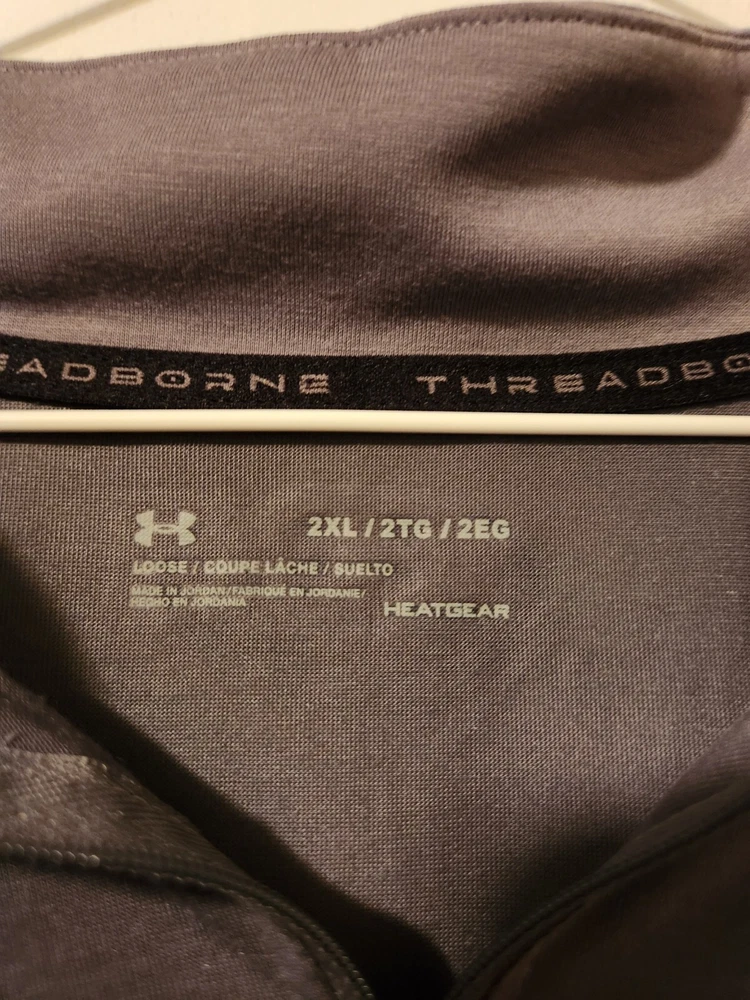 EADBORNE THREADBO
2XL / 2TG / 2EG
LOOSE / COUPE LÂCHE / SUELTO
MADE IN JORDAN/FABRIQUÉ EN JORDANIE/
HECHO EN JORDANIA
HEATGEAR